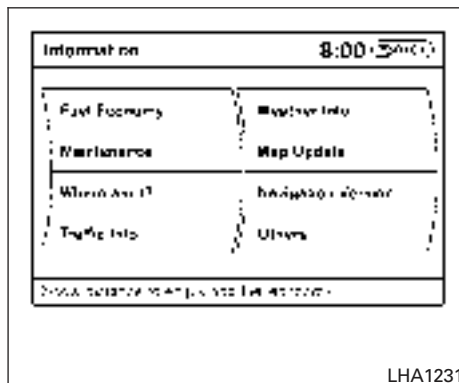 Information 8:00
Fuel Economy Weather Info
Maintenance Map Update
Where am I? Navigation Version
Traffic Info Others
LHA1231